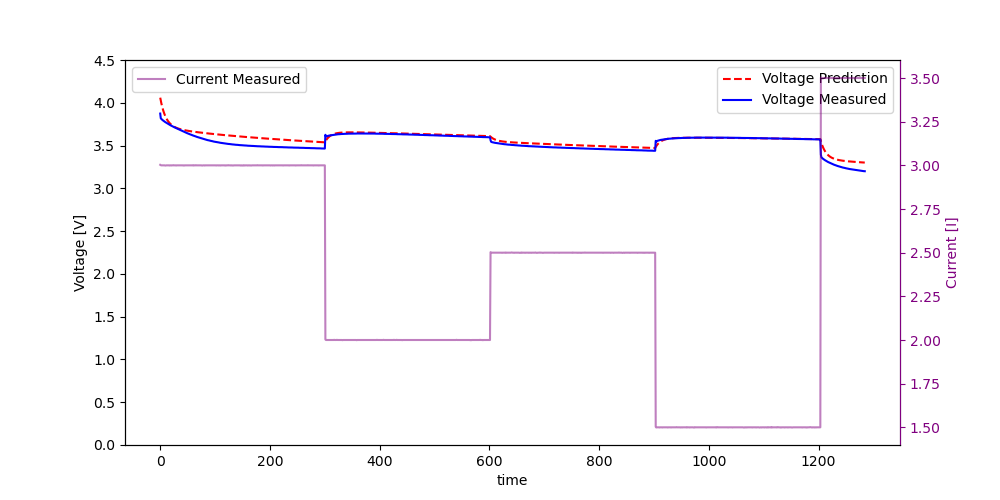 Current Measured
Voltage Prediction
Voltage Measured
4.5
4.0
3.5
3.0
2.5
2.0
1.5
1.0
0.5
0.0
Voltage [V]
3.50
3.25
3.00
2.75
2.50
2.25
2.00
1.75
1.50
Current [I]
0 200 400 600 800 1000 1200
time